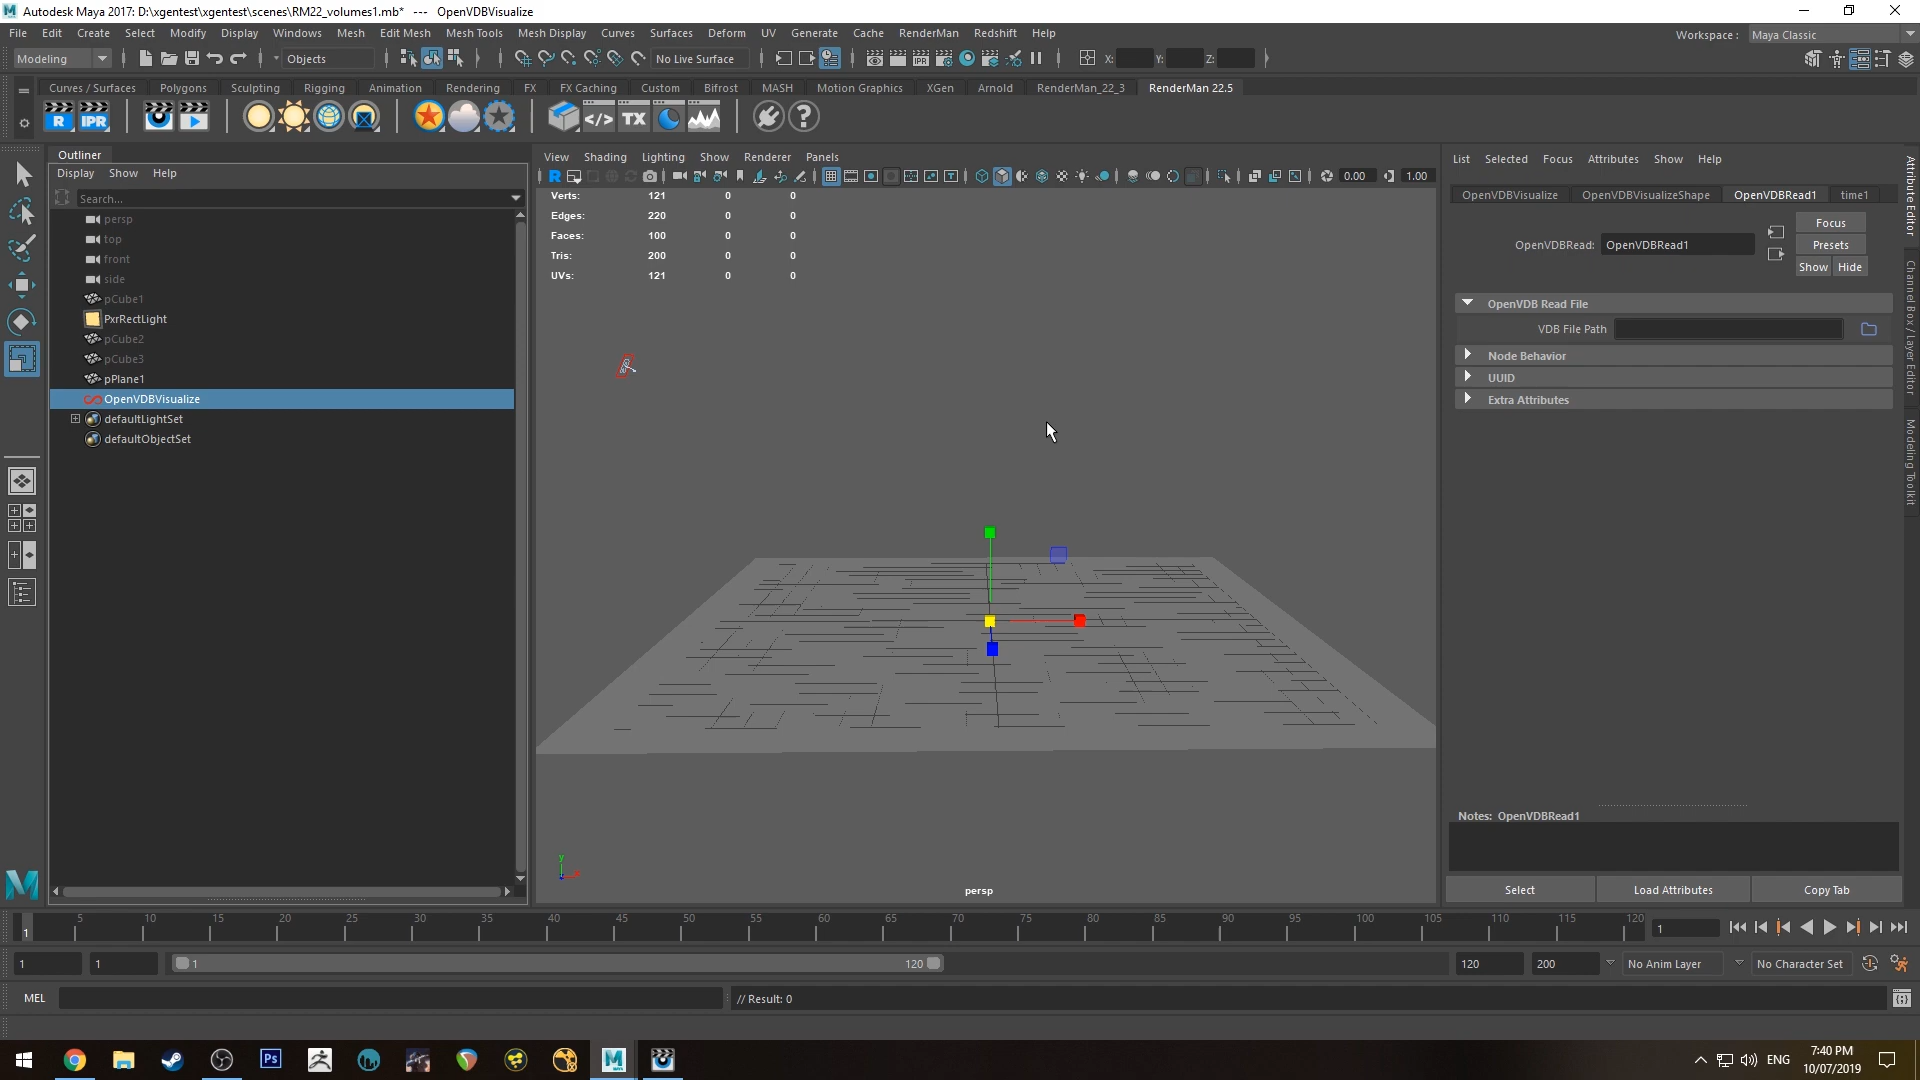 Autodesk Maya 2017: D:\xgentest\xgentest\scenes\RM22_volumes1.mb* --- OpenVDBVisualize
File Edit Create Select Modify Display Windows Mesh Edit Mesh Mesh Tools Mesh Display Curves Surfaces Deform UV Generate Cache RenderMan Redshift Help
Workspace : Maya Classic
Modeling Objects No Live Surface X: Y: Z:
Curves / Surfaces Polygons Sculpting Rigging Animation Rendering FX FX Caching Custom Bifrost MASH Motion Graphics XGen Arnold RenderMan_22_3 RenderMan 22.5
R IPR </> TX ?
Outliner
Display Show Help
Search...
persp
top
front
side
pCube1
PxrRectLight
pCube2
pCube3
pPlane1
OpenVDBVisualize
defaultLightSet
defaultObjectSet
View Shading Lighting Show Renderer Panels
0.00 1.00
Verts: 121 0 0
Edges: 220 0 0
Faces: 100 0 0
Tris: 200 0 0
UVs: 121 0 0
y
persp
List Selected Focus Attributes Show Help
OpenVDBVisualize OpenVDBVisualizeShape OpenVDBRead1 time1
OpenVDBRead: OpenVDBRead1
Focus
Presets
Show Hide
OpenVDB Read File
VDB File Path
Node Behavior
UUID
Extra Attributes
Notes: OpenVDBRead1
Select Load Attributes Copy Tab
Attribute Editor
Channel Box / Layer Editor
Modeling Toolkit
5 10 15 20 25 30 35 40 45 50 55 60 65 70 75 80 85 90 95 100 105 110 115 120
1
1
1 1 1 120 120 200 No Anim Layer No Character Set
MEL // Result: 0
Ps
ENG
7:40 PM
10/07/2019